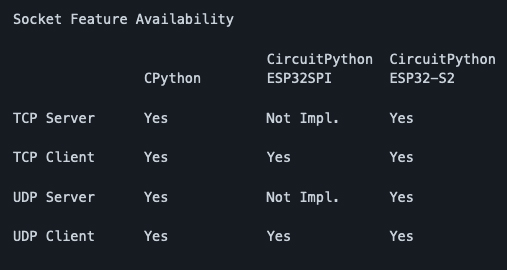 Socket Feature Availability
CircuitPython CircuitPython
CPython ESP32SPI ESP32-S2
TCP Server Yes Not Impl. Yes
TCP Client Yes Yes Yes
UDP Server Yes Not Impl. Yes
UDP Client Yes Yes Yes